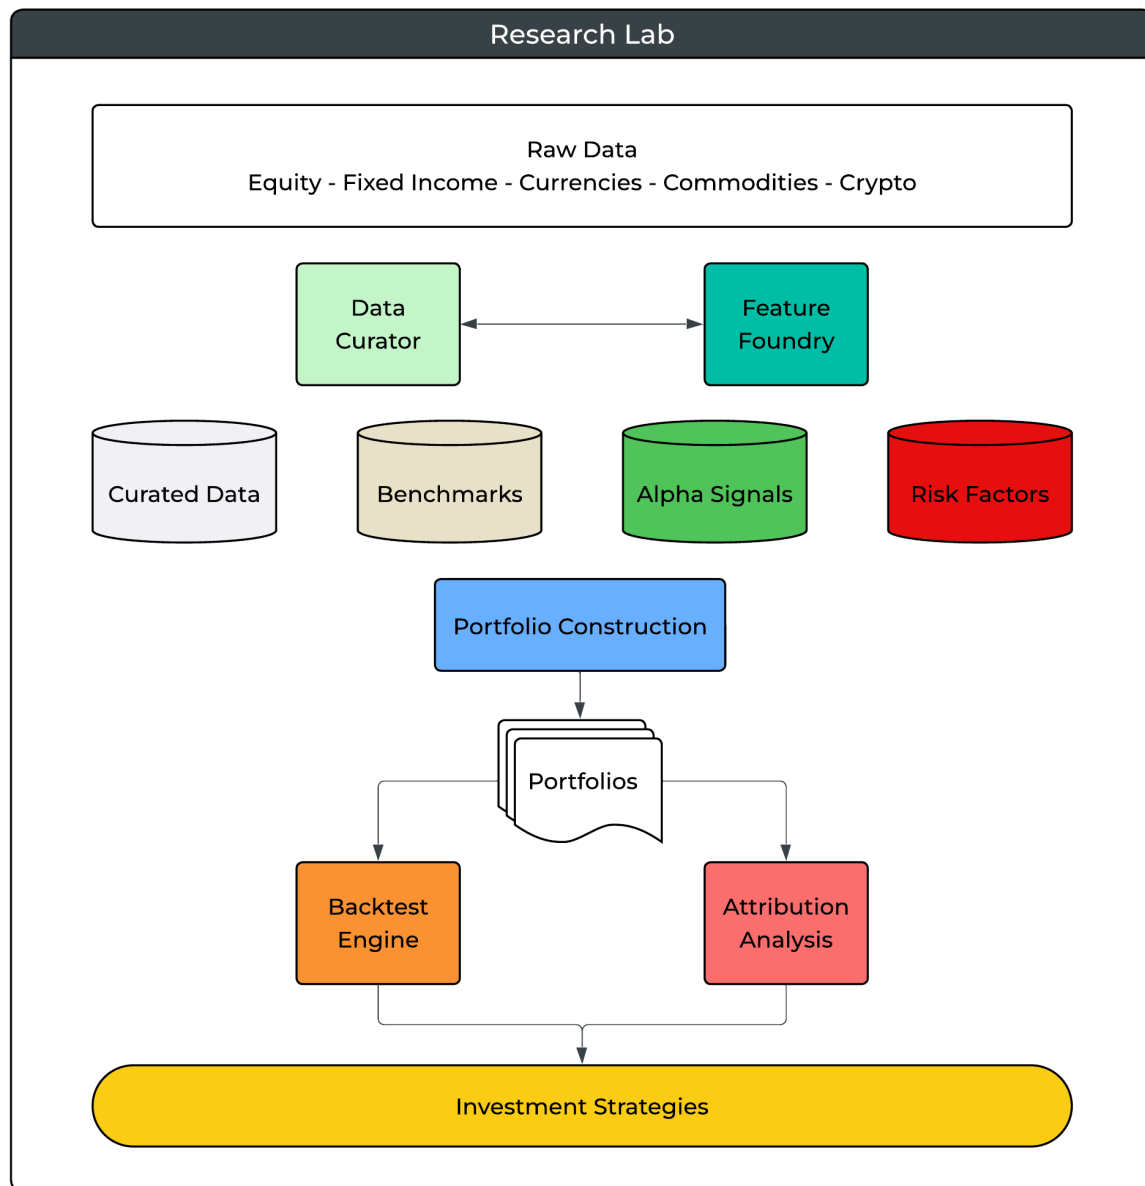 Research Lab
Raw Data
Equity - Fixed Income - Currencies - Commodities - Crypto
Data
Curator
Feature
Foundry
Curated Data
Benchmarks
Alpha Signals
Risk Factors
Portfolio Construction
Portfolios
Backtest
Engine
Attribution
Analysis
Investment Strategies